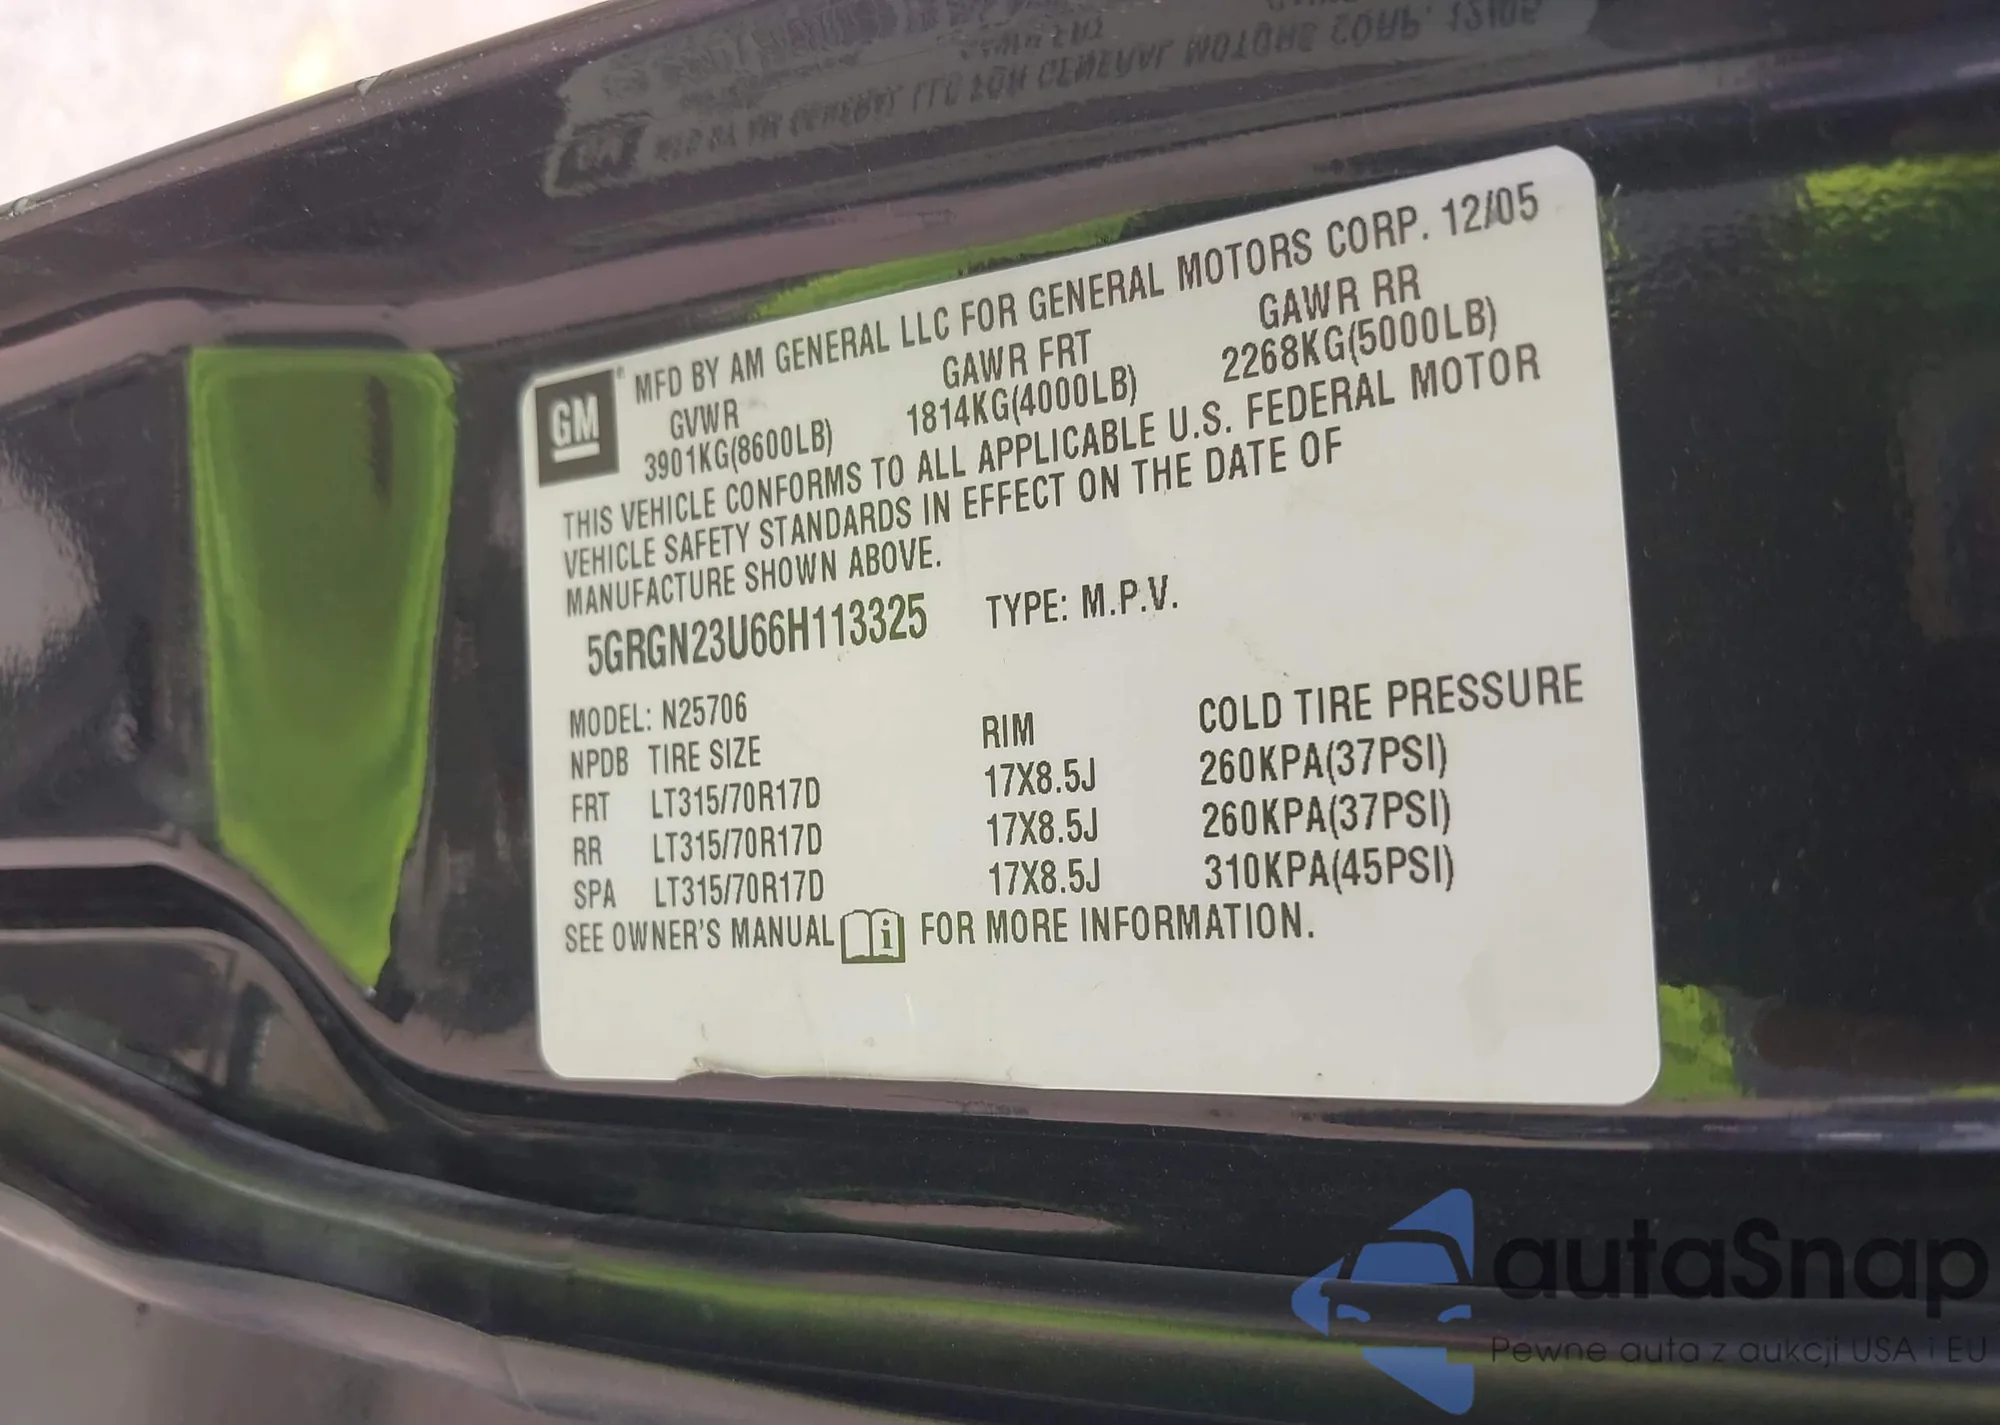 GM
MFD BY AM GENERAL LLC FOR GENERAL MOTORS CORP. 12/05
GVWR GAWR FRT GAWR RR
3901KG(8600LB) 1814KG(4000LB) 2268KG(5000LB)
THIS VEHICLE CONFORMS TO ALL APPLICABLE U.S. FEDERAL MOTOR
VEHICLE SAFETY STANDARDS IN EFFECT ON THE DATE OF
MANUFACTURE SHOWN ABOVE.
5GRGN23U66H113325 TYPE: M.P.V.
MODEL: N25706
NPDB TIRE SIZE RIM COLD TIRE PRESSURE
FRT LT315/70R17D 17X8.5J 260KPA(37PSI)
RR LT315/70R17D 17X8.5J 260KPA(37PSI)
SPA LT315/70R17D 17X8.5J 310KPA(45PSI)
SEE OWNER'S MANUAL i FOR MORE INFORMATION.
autaSnap
Pewne auta z aukcji USA i EU